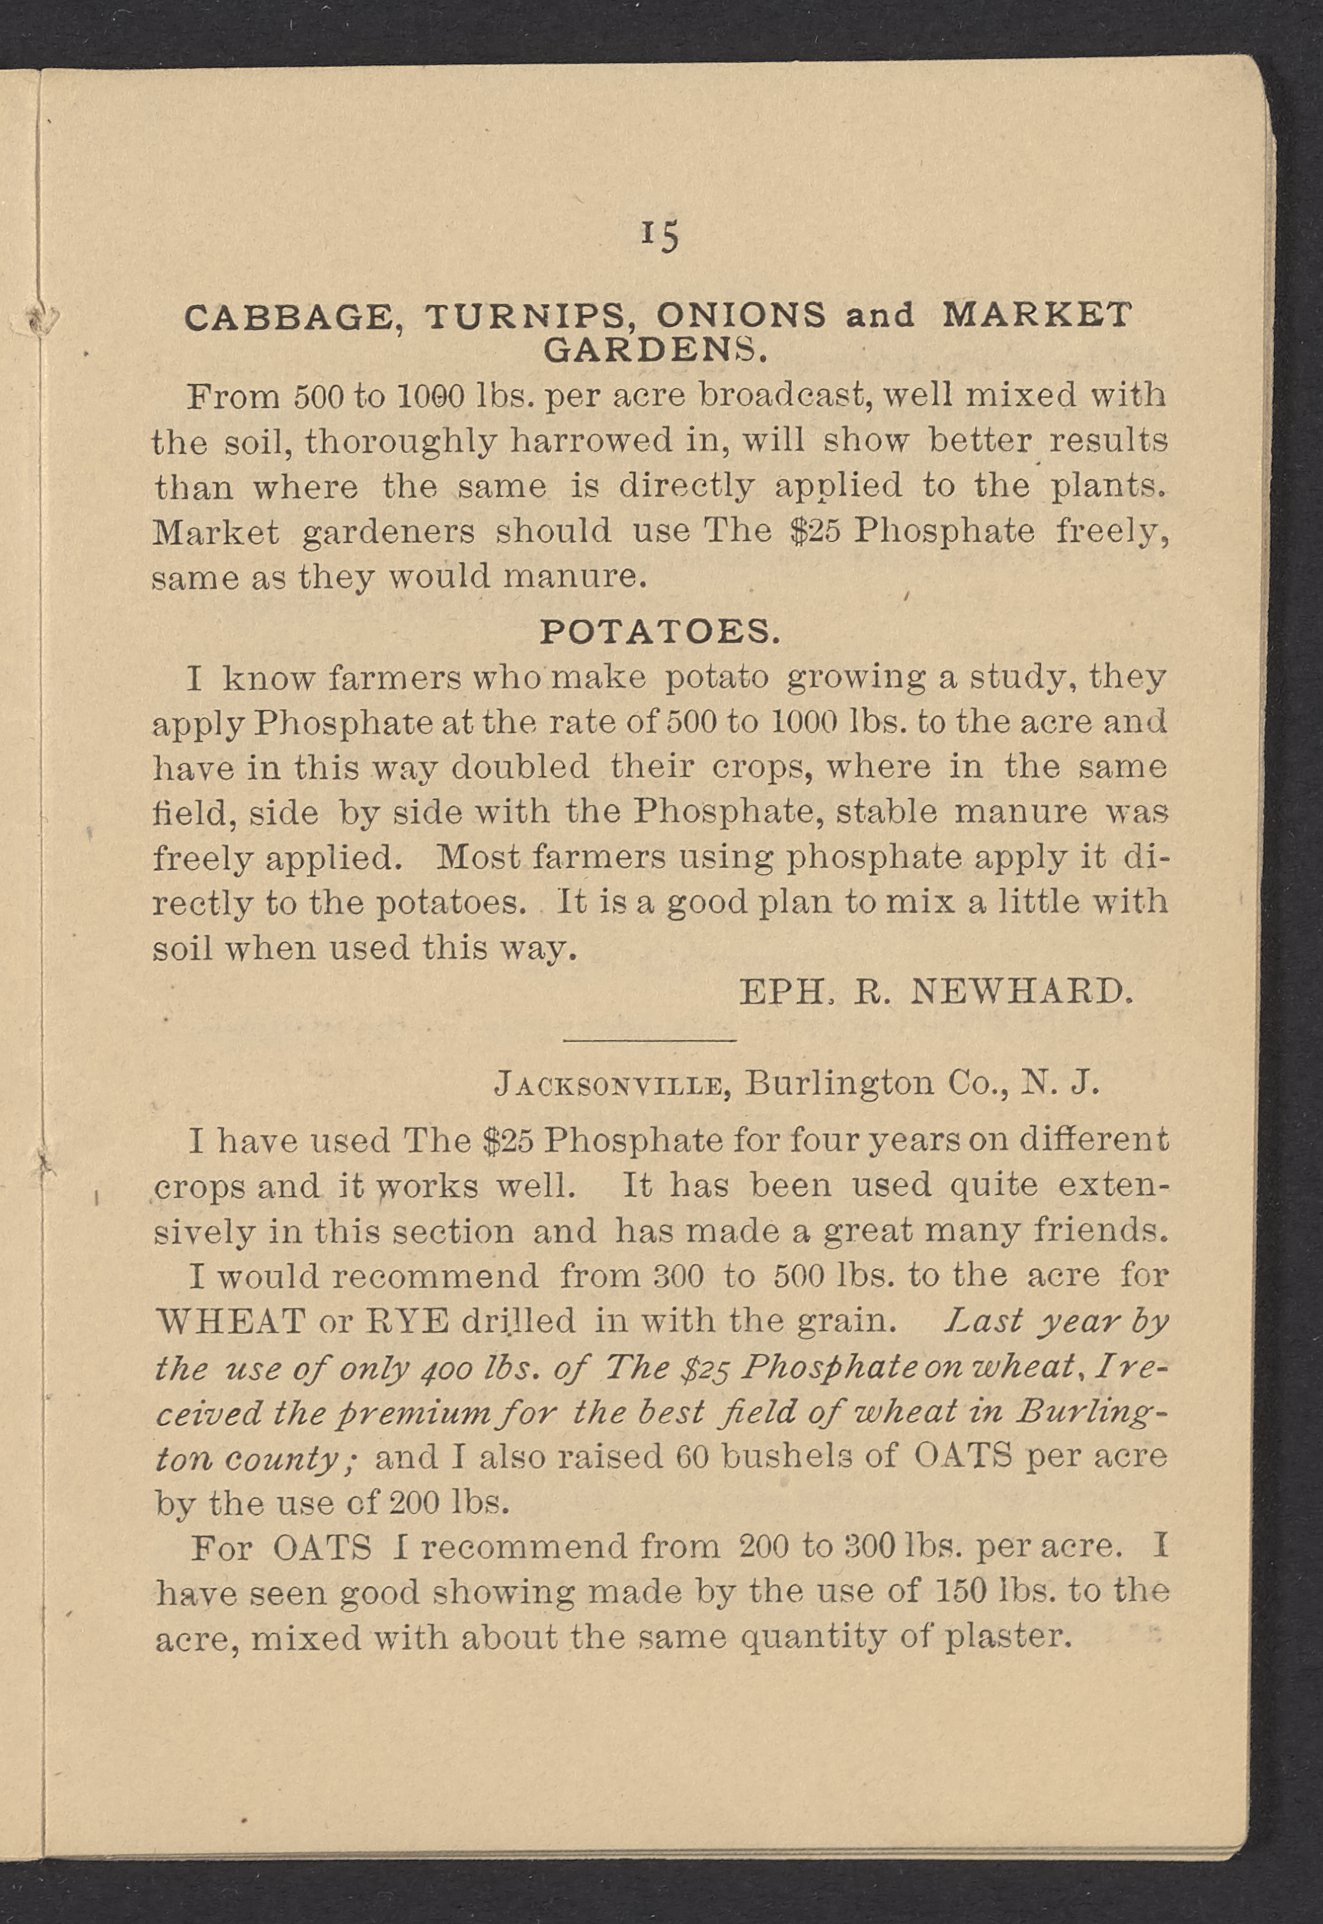 15
CABBAGE, TURNIPS, ONIONS and MARKET
GARDENS.
From 500 to 1000 lbs. per acre broadcast, well mixed with
the soil, thoroughly harrowed in, will show better results
than where the same is directly applied to the plants.
Market gardeners should use The $25 Phosphate freely,
same as they would manure.
POTATOES.
I know farmers who make potato growing a study, they
apply Phosphate at the rate of 500 to 1000 lbs. to the acre and
have in this way doubled their crops, where in the same
field, side by side with the Phosphate, stable manure was
freely applied. Most farmers using phosphate apply it di-
rectly to the potatoes. It is a good plan to mix a little with
soil when used this way.
EPH. R. NEWHARD.
JACKSONVILLE, Burlington Co., N. J.
I have used The $25 Phosphate for four years on different
crops and it works well. It has been used quite exten-
sively in this section and has made a great many friends.
I would recommend from 300 to 500 lbs. to the acre for
WHEAT or RYE drilled in with the grain. Last year by
the use of only 400 lbs. of The $25 Phosphate on wheat, I re-
ceived the premium for the best field of wheat in Burling-
ton county; and I also raised 60 bushels of OATS per acre
by the use of 200 lbs.
For OATS I recommend from 200 to 300 lbs. per acre. I
have seen good showing made by the use of 150 lbs. to the
acre, mixed with about the same quantity of plaster.